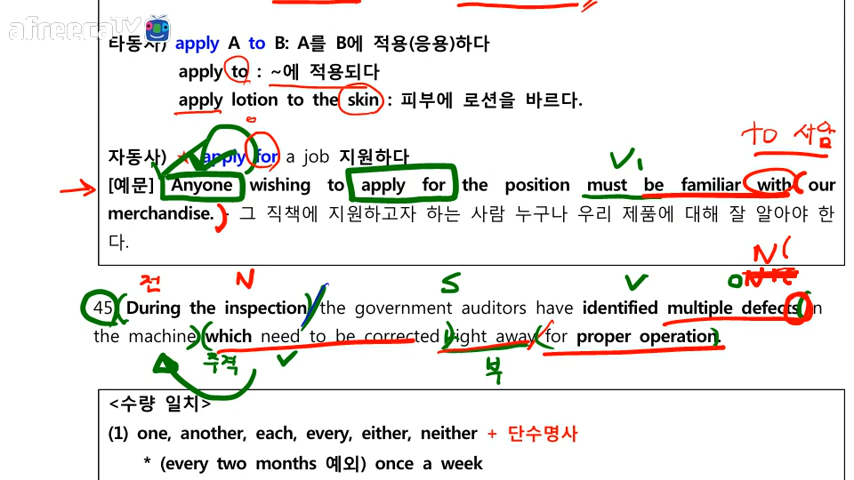 afreecaTV
타동사) apply A to B: A를 B에 적용(응용)하다
apply to : ~에 적용되다
apply lotion to the skin : 피부에 로션을 바르다.
to 사람
자동사) ★ apply for a job 지원하다
V1
[예문] Anyone wishing to apply for the position must be familiar with our
merchandise. - 그 직책에 지원하고자 하는 사람 누구나 우리 제품에 대해 잘 알아야 한
다.
전 N S V O N
45 During the inspection the government auditors have identified multiple defects in
the machine which need to be corrected right away for proper operation.
주격 부
<수량 일치>
(1) one, another, each, every, either, neither + 단수명사
* (every two months 예외) once a week